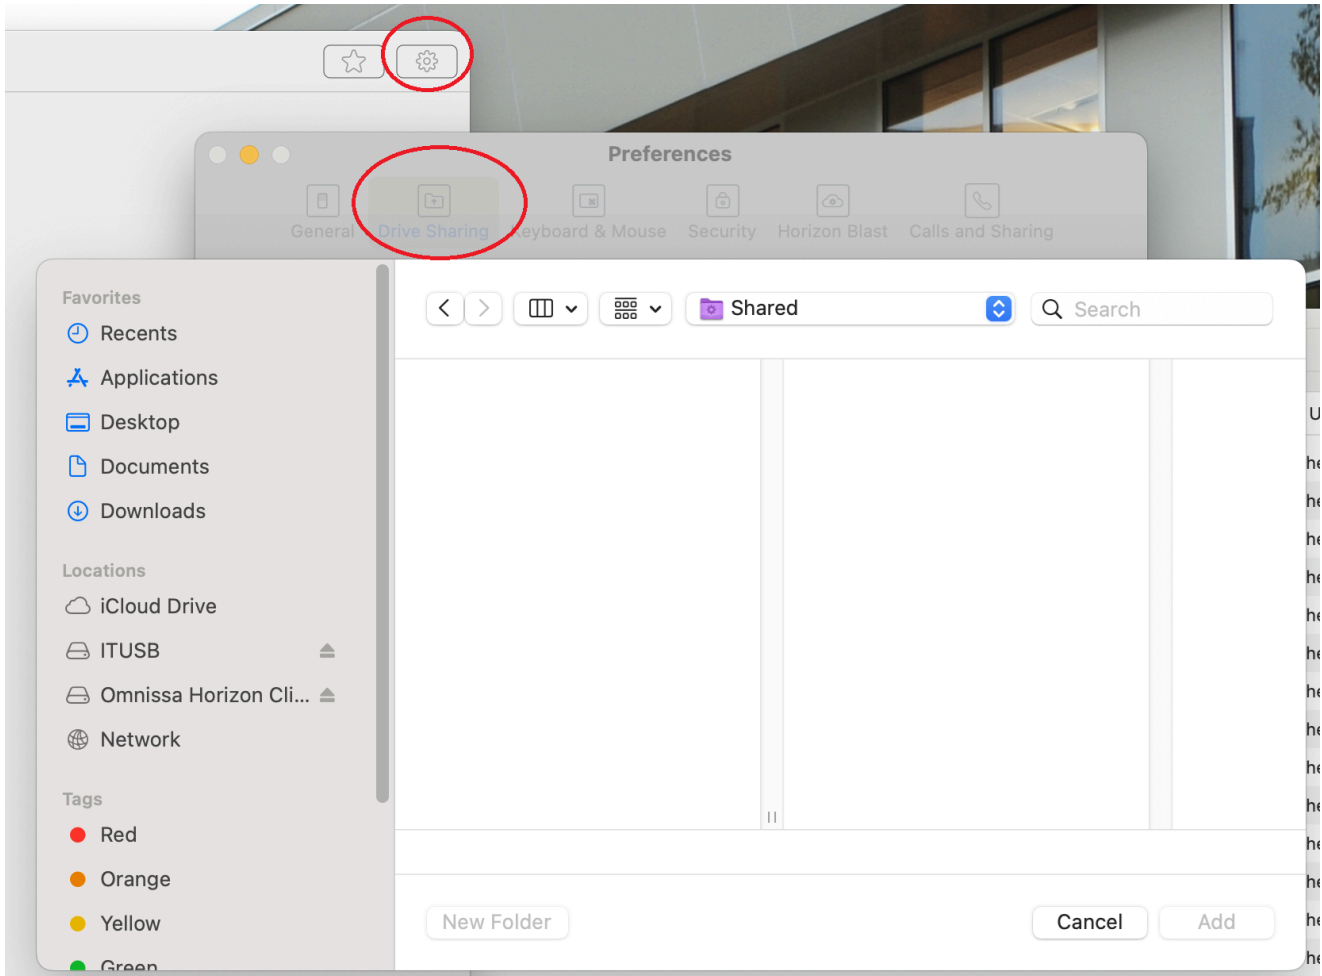 Preferences
General
Drive Sharing
Keyboard & Mouse
Security
Horizon Blast
Calls and Sharing
Favorites
Recents
Applications
Desktop
Documents
Downloads
Locations
iCloud Drive
ITUSB
Omnissa Horizon Cli...
Network
Tags
Red
Orange
Yellow
Green
Shared
Search
New Folder
Cancel
Add